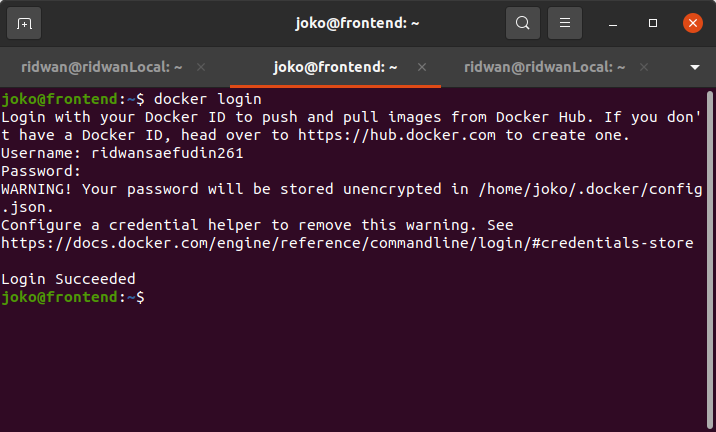 joko@frontend: ~
ridwan@ridwanLocal: ~
joko@frontend: ~
ridwan@ridwanLocal: ~
joko@frontend:~$ docker login
Login with your Docker ID to push and pull images from Docker Hub. If you don'
t have a Docker ID, head over to https://hub.docker.com to create one.
Username: ridwansaefudin261
Password:
WARNING! Your password will be stored unencrypted in /home/joko/.docker/config
.json.
Configure a credential helper to remove this warning. See
https://docs.docker.com/engine/reference/commandline/login/#credentials-store
Login Succeeded
joko@frontend:~$